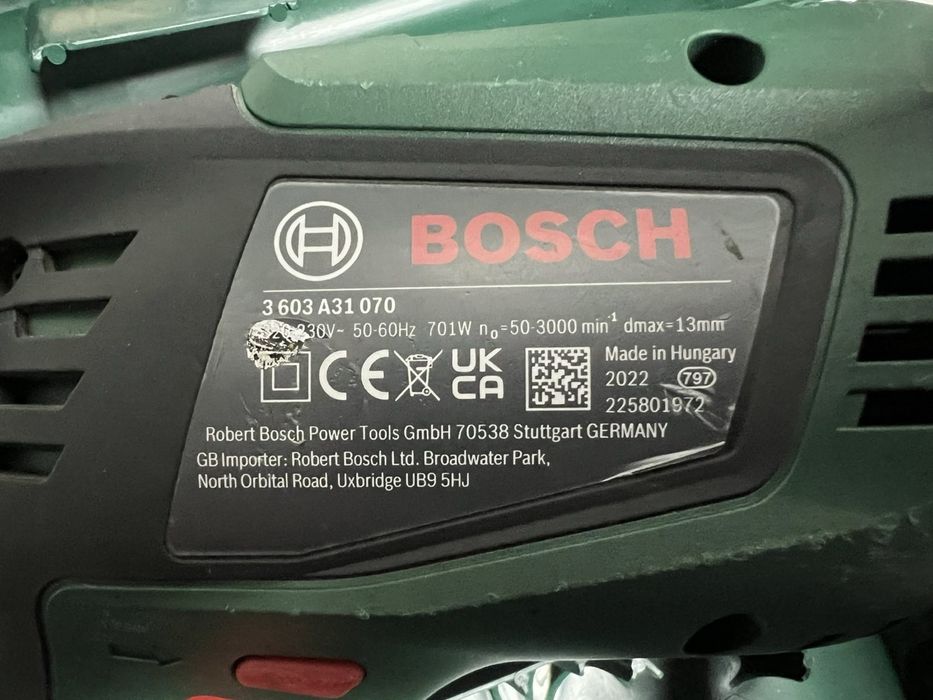 BOSCH
3 603 A31 070
230V~ 50-60Hz 701W n₀=50-3000 min⁻¹ dmax=13mm
CE UK CA
Made in Hungary
2022 797
225801972
Robert Bosch Power Tools GmbH 70538 Stuttgart GERMANY
GB Importer: Robert Bosch Ltd. Broadwater Park,
North Orbital Road, Uxbridge UB9 5HJ